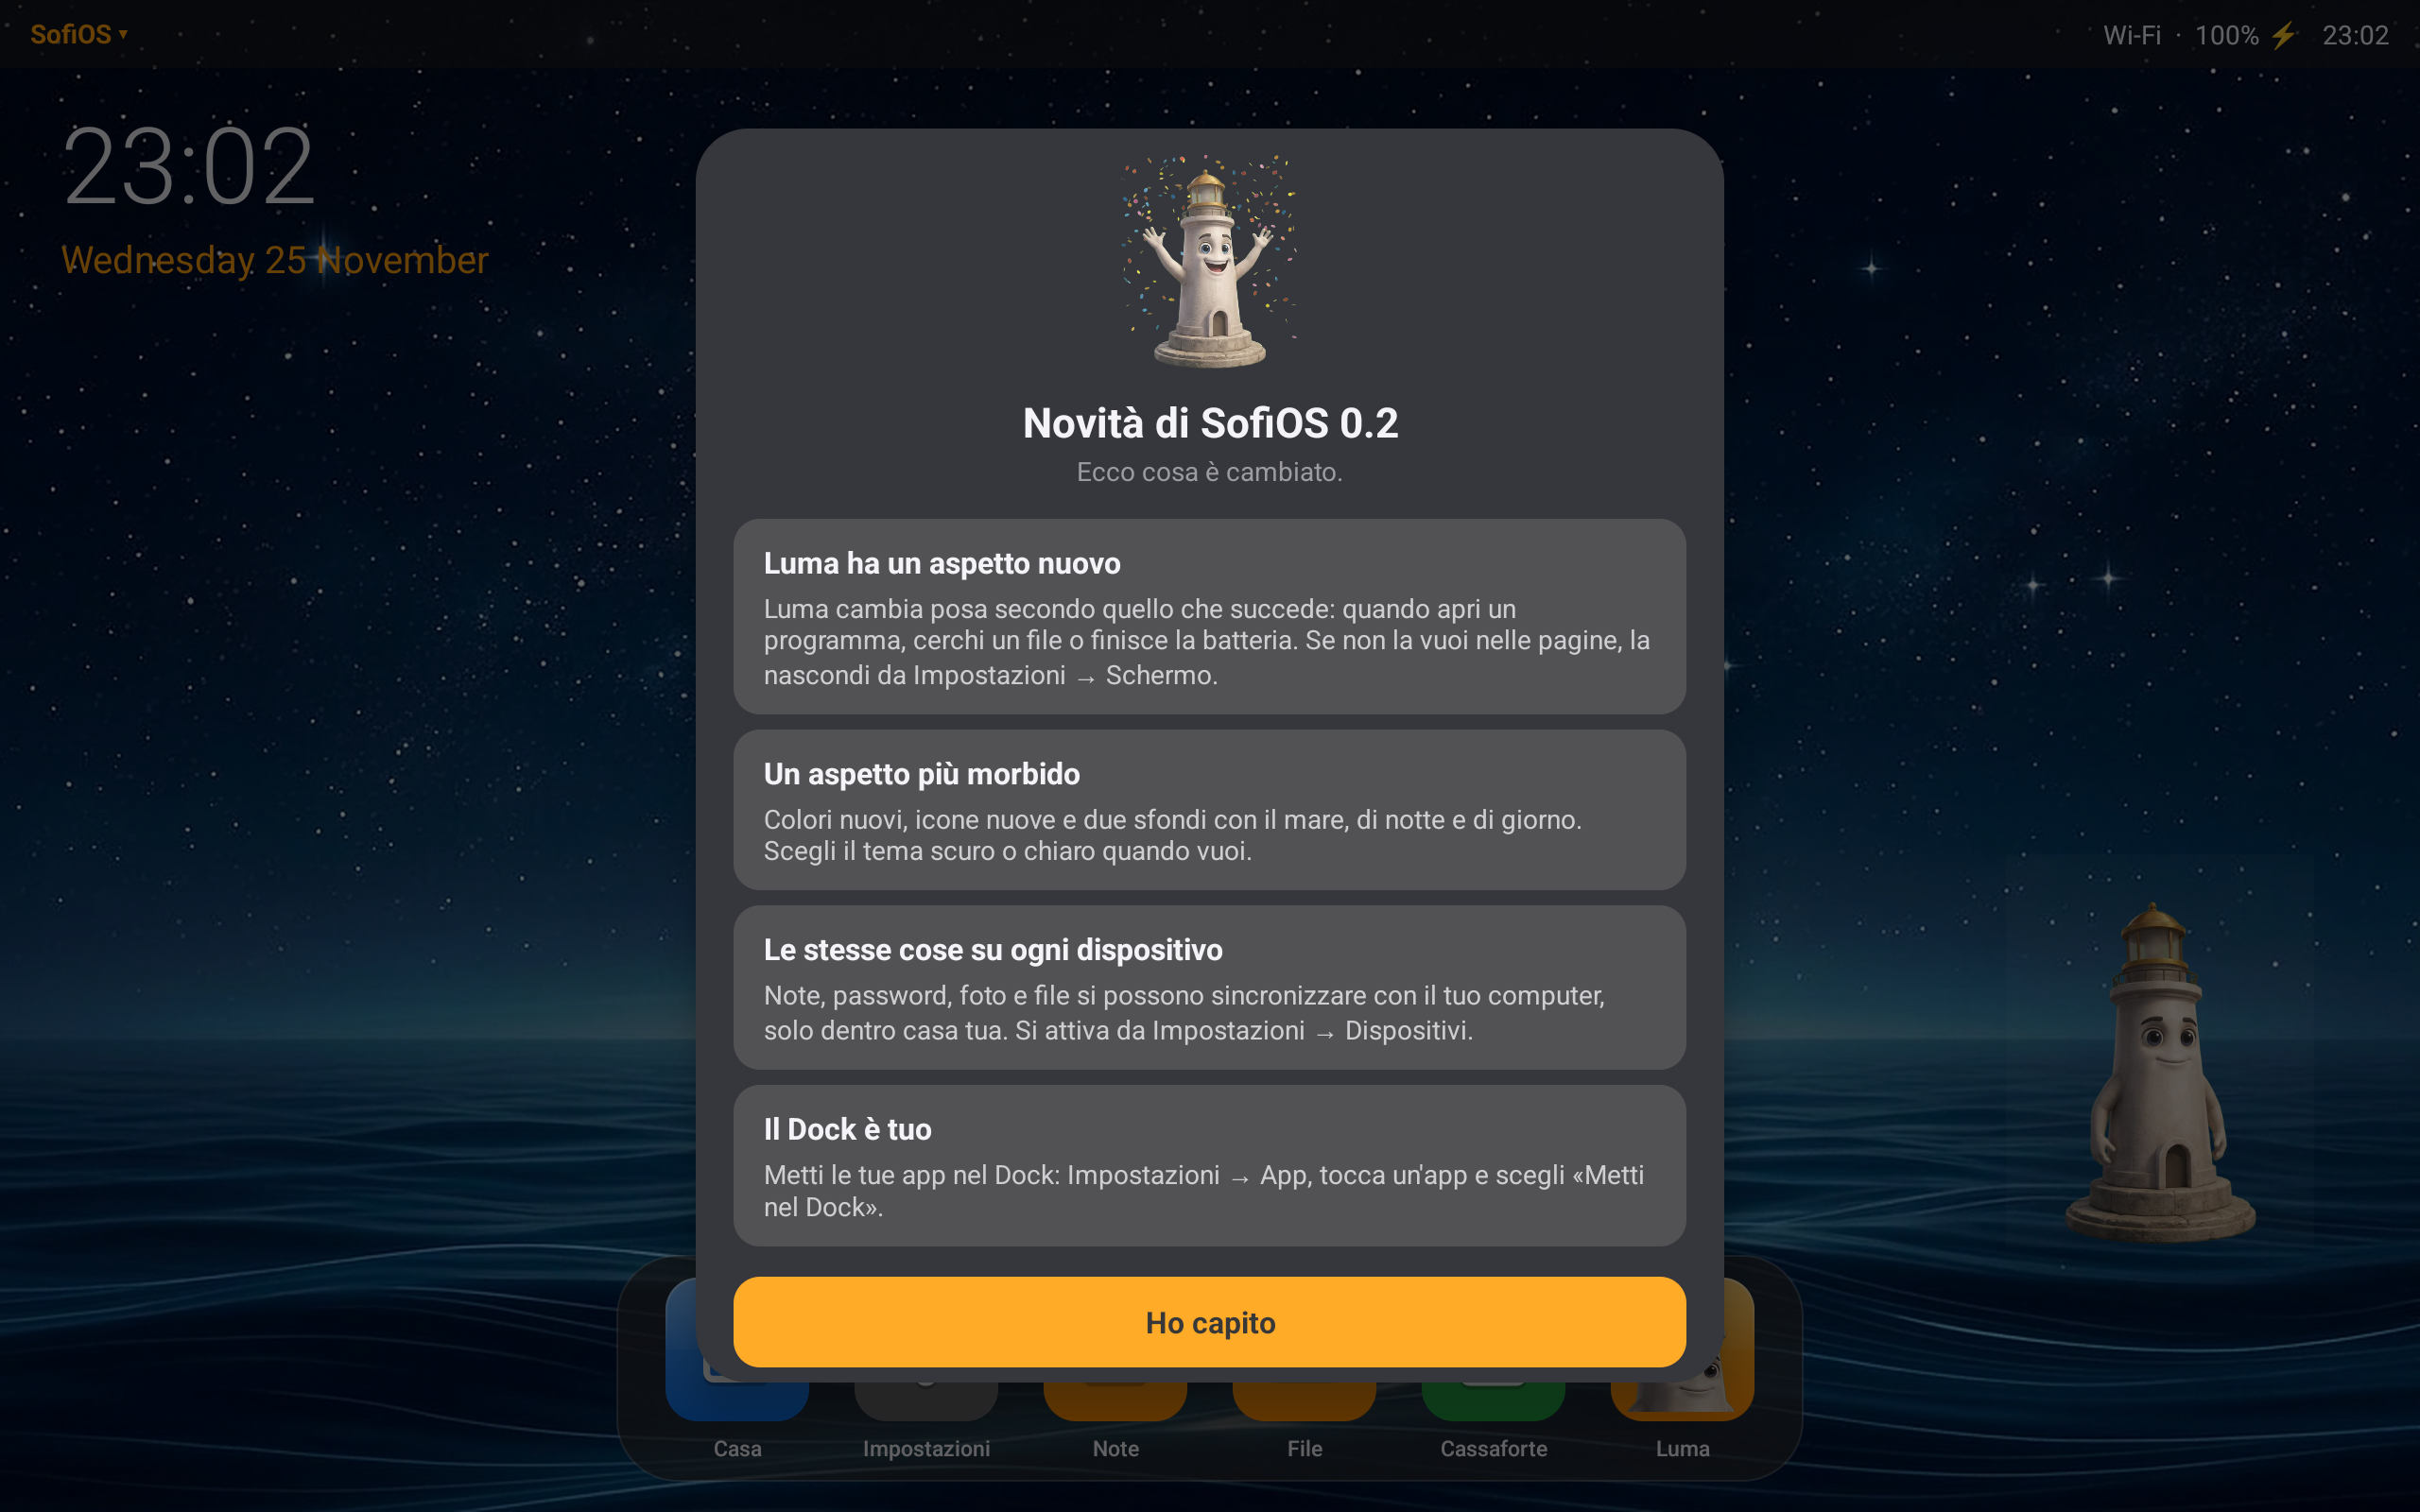 SofiOS ▾
Wi-Fi · 100% ⚡ 23:02
23:02
Wednesday 25 November
Novità di SofiOS 0.2
Ecco cosa è cambiato.
Luma ha un aspetto nuovo
Luma cambia posa secondo quello che succede: quando apri un
programma, cerchi un file o finisce la batteria. Se non la vuoi nelle pagine, la
nascondi da Impostazioni → Schermo.
Un aspetto più morbido
Colori nuovi, icone nuove e due sfondi con il mare, di notte e di giorno.
Scegli il tema scuro o chiaro quando vuoi.
Le stesse cose su ogni dispositivo
Note, password, foto e file si possono sincronizzare con il tuo computer,
solo dentro casa tua. Si attiva da Impostazioni → Dispositivi.
Il Dock è tuo
Metti le tue app nel Dock: Impostazioni → App, tocca un'app e scegli «Metti
nel Dock».
Ho capito
Casa
Impostazioni
Note
File
Cassaforte
Luma